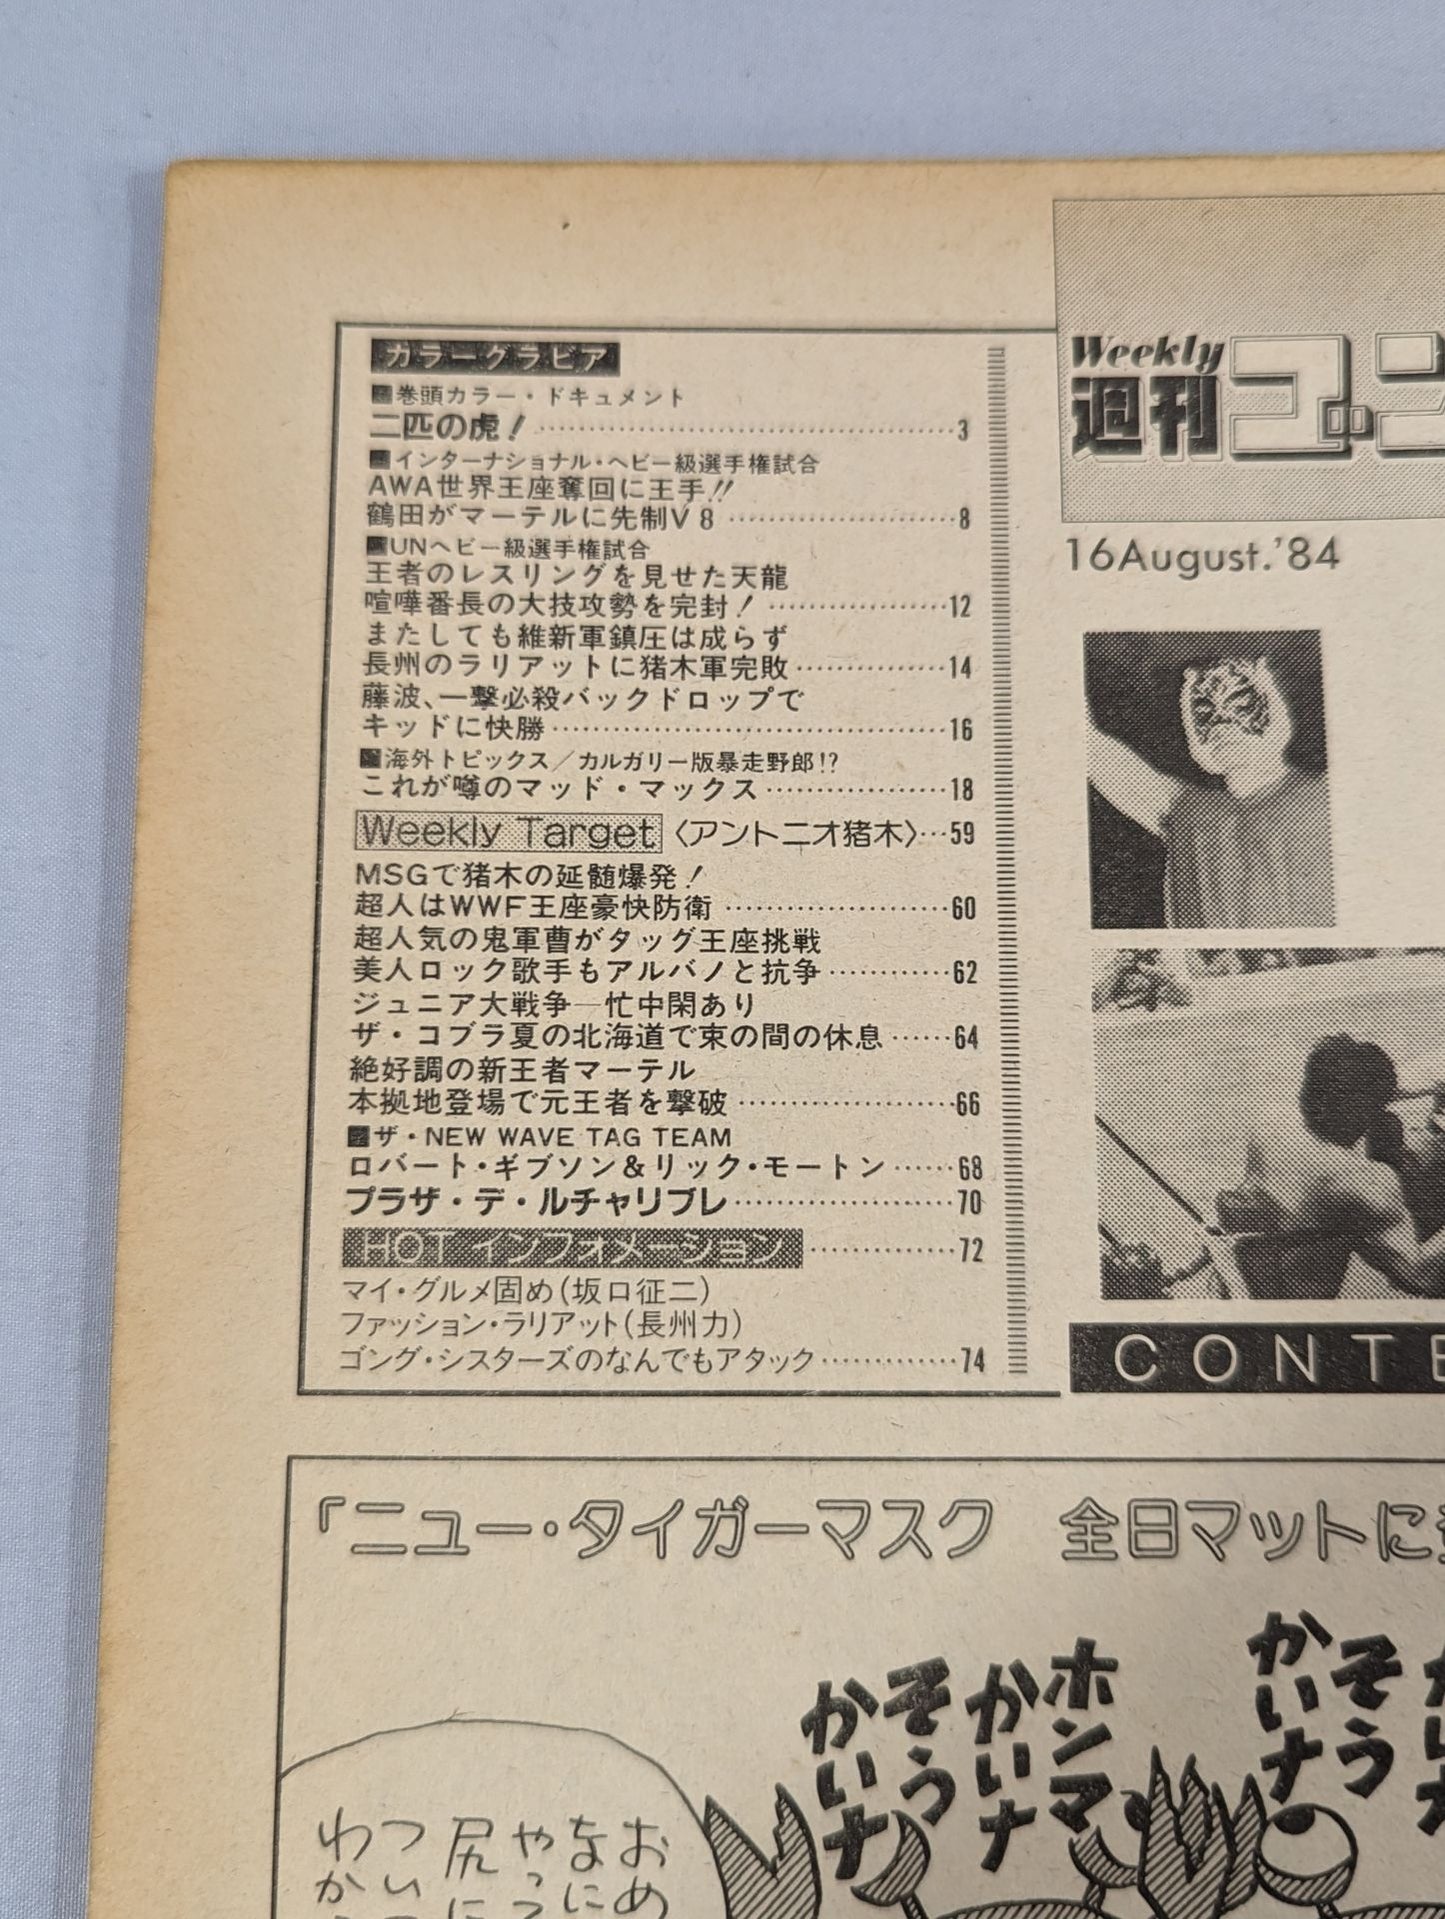 カラーグラビア
■巻頭カラー・ドキュメント
二匹の虎！…3
■インターナショナル・ヘビー級選手権試合
AWA世界王座奪回に王手!!
鶴田がマーテルに先制V8…8
■UNヘビー級選手権試合
王者のレスリングを見せた天龍
喧嘩番長の大技攻勢を完封！…12
またしても維新軍鎮圧は成らず
長州のラリアットに猪木軍完敗…14
藤波、一撃必殺バックドロップで
キッドに快勝…16
■海外トピックス／カルガリー版暴走野郎!?
これが噂のマッド・マックス…18
Weekly Target〈アントニオ猪木〉…59
MSGで猪木の延髄爆発！
超人はWWF王座豪快防衛…60
超人気の鬼軍曹がタッグ王座挑戦
美人ロック歌手もアルバノと抗争…62
ジュニア大戦争―忙中閑あり
ザ・コブラ夏の北海道で束の間の休息…64
絶好調の新王者マーテル
本拠地登場で元王者を撃破…66
■ザ・NEW WAVE TAG TEAM
ロバート・ギブソン＆リック・モートン…68
プラザ・デ・ルチャリブレ…70
HOTインフォメーション…72
マイ・グルメ固め(坂口征二)
ファッション・ラリアット(長州力)
ゴング・シスターズのなんでもアタック…74
Weekly
週刊ゴン
16August.'84
CONTE
「ニュー・タイガーマスク 全日マットに
かいナ
そう
かいナ
ホンマ
かいナ
そう
おめ
なに
やっ
尻に
つい
わか